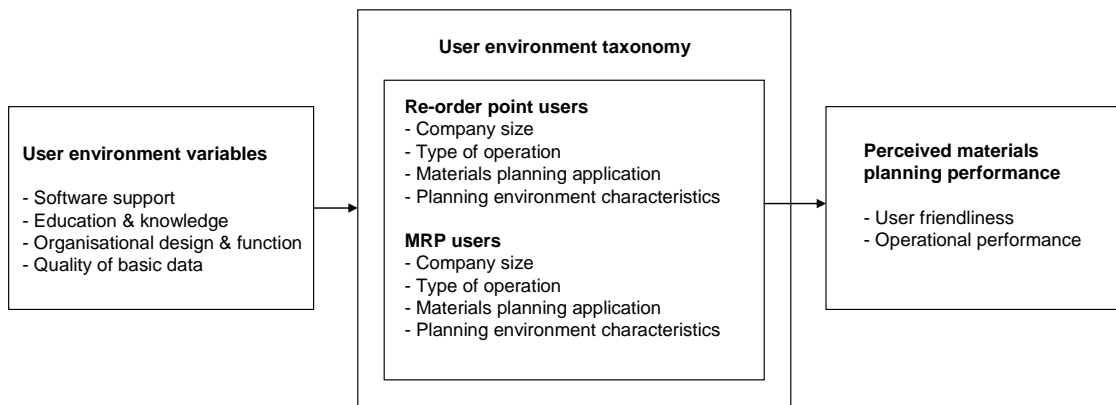 User environment variables
- Software support
- Education & knowledge
- Organisational design & function
- Quality of basic data
User environment taxonomy
Re-order point users
- Company size
- Type of operation
- Materials planning application
- Planning environment characteristics
MRP users
- Company size
- Type of operation
- Materials planning application
- Planning environment characteristics
Perceived materials
planning performance
- User friendliness
- Operational performance